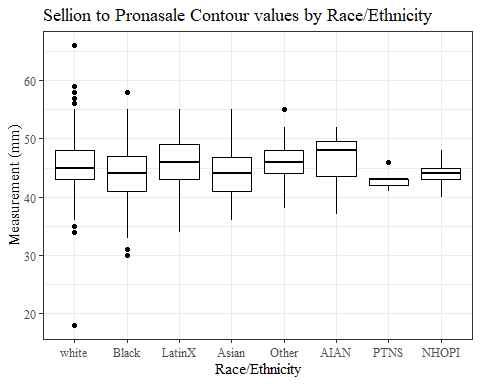 Sellion to Pronasale Contour values by Race/Ethnicity
Measurement (mm)
60
50
40
30
20
white Black LatinX Asian Other AIAN PTNS NHOPI
Race/Ethnicity